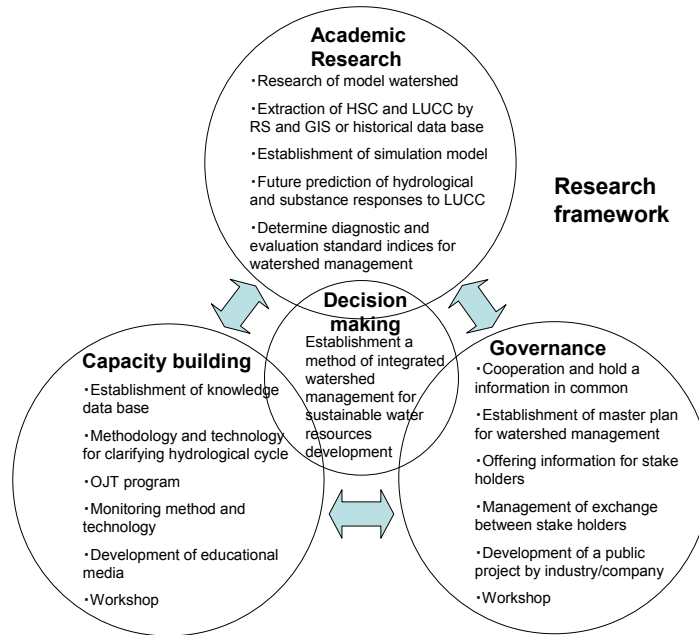 Academic
Research
・Research of model watershed
・Extraction of HSC and LUCC by
RS and GIS or historical data base
・Establishment of simulation model
・Future prediction of hydrological
and substance responses to LUCC
・Determine diagnostic and
evaluation standard indices for
watershed management
Research
framework
Decision
making
Establishment a
method of integrated
watershed
management for
sustainable water
resources
development
Capacity building
・Establishment of knowledge
data base
・Methodology and technology
for clarifying hydrological cycle
・OJT program
・Monitoring method and
technology
・Development of educational
media
・Workshop
Governance
・Cooperation and hold a
information in common
・Establishment of master plan
for watershed management
・Offering information for stake
holders
・Management of exchange
between stake holders
・Development of a public
project by industry/company
・Workshop